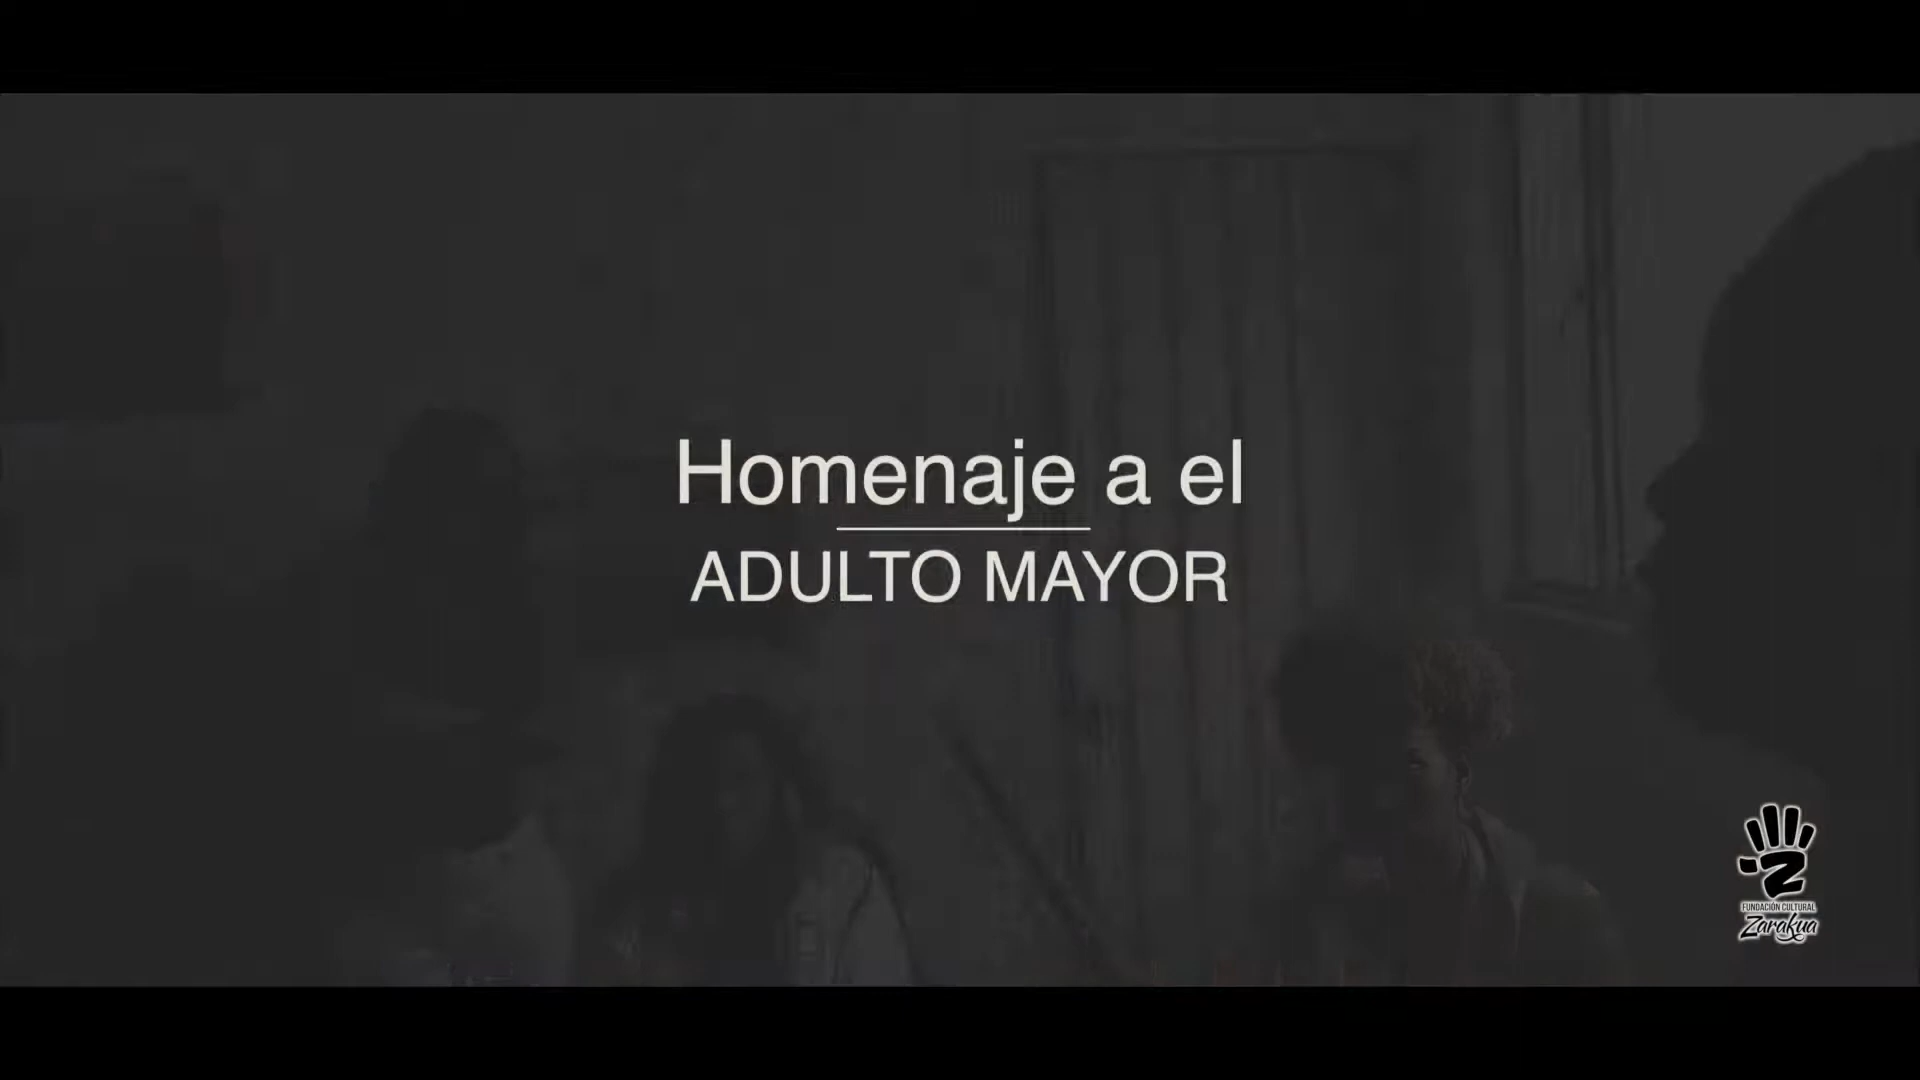 Homenaje a el
ADULTO MAYOR
Z
FUNDACIÓN CULTURAL
Zarakua